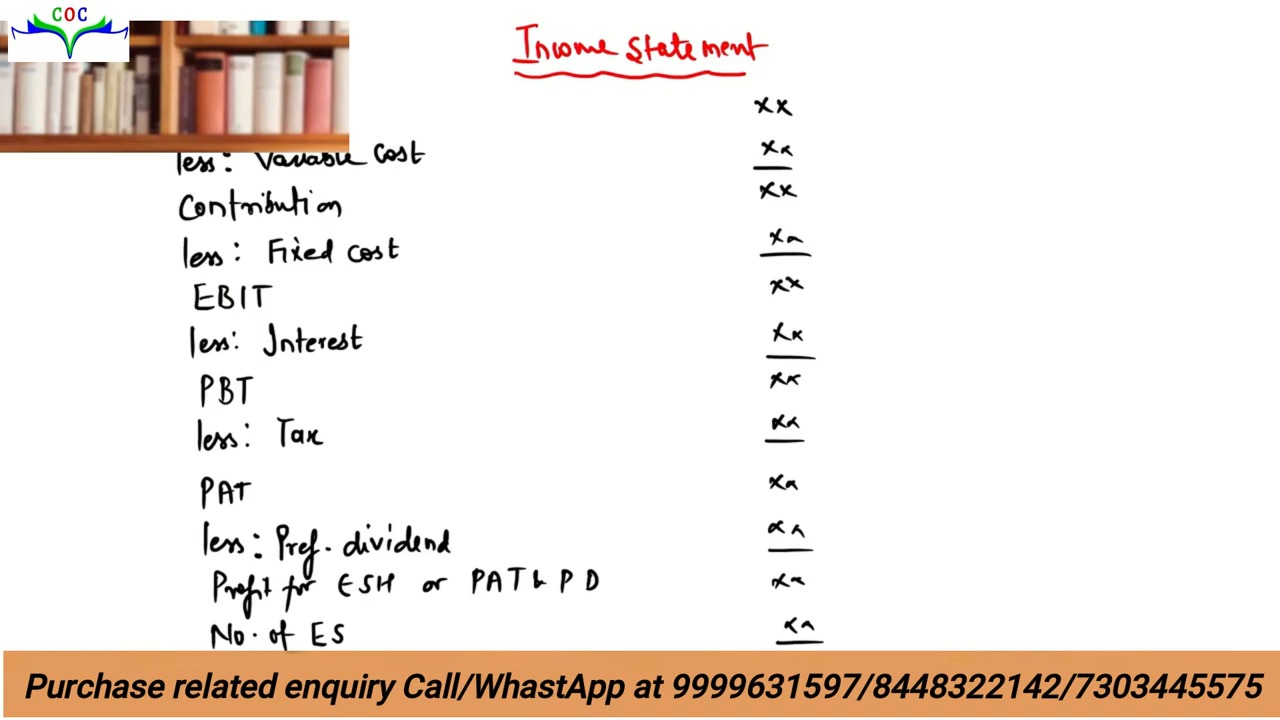 COC
Income Statement
xx
less: Variable Cost xx
xx
Contribution
less: Fixed cost xx
EBIT xx
less: Interest xx
PBT xx
less: Tax xx
PAT xx
less: Pref. dividend xx
Profit for ESH or PAT & PD xx
No. of ES xx
Purchase related enquiry Call/WhastApp at 9999631597/8448322142/7303445575